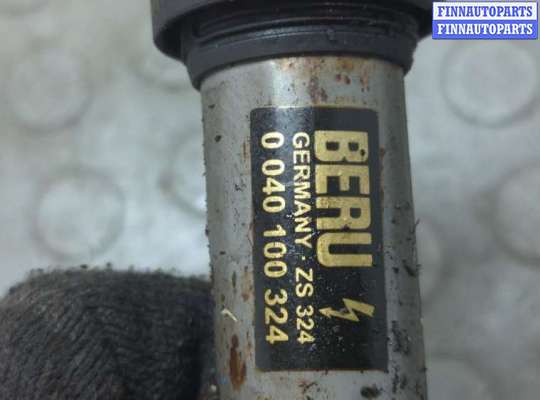 FINNAUTOPARTS
FINNAUTOPARTS
BERU
GERMANY · ZS 324
0 040 100 324